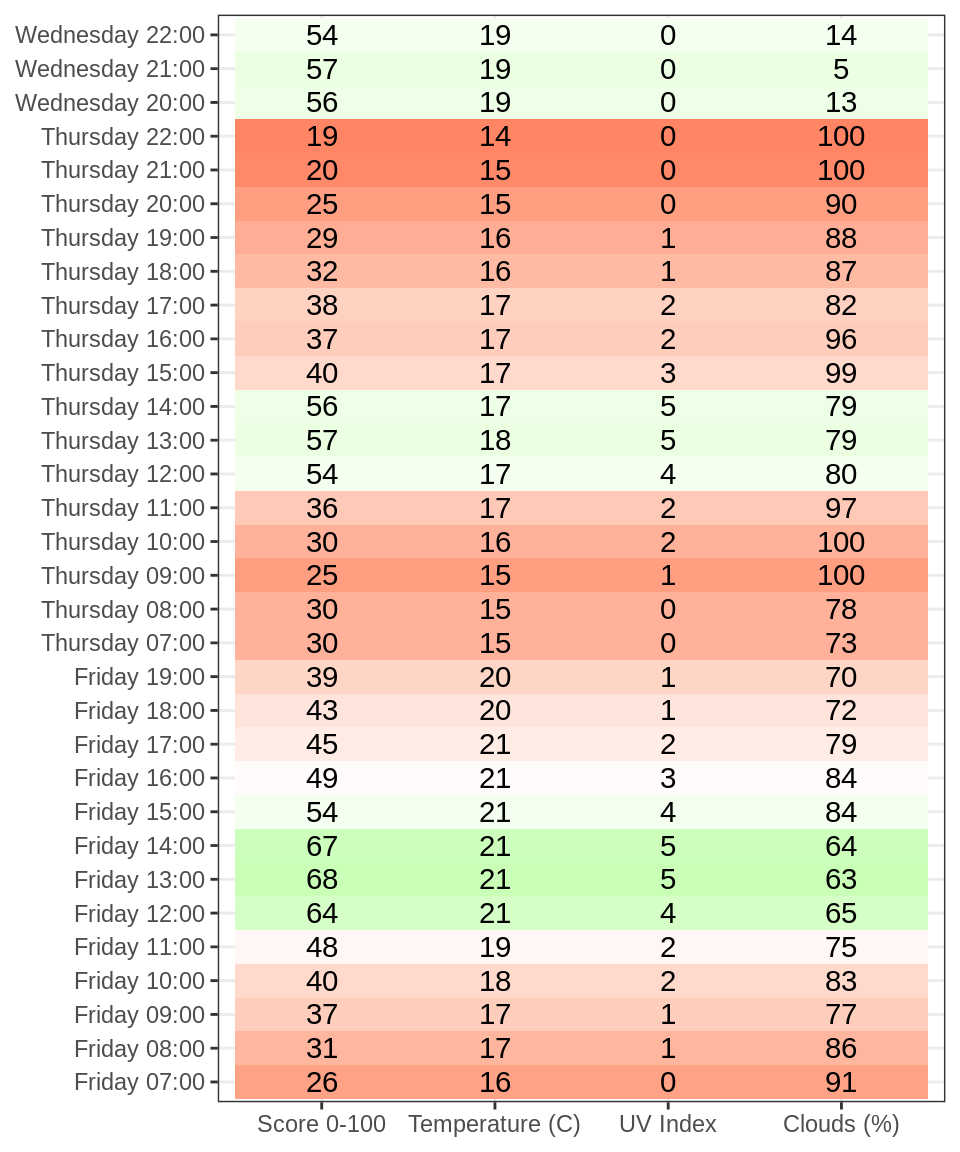 Wednesday 22:00 54 19 0 14
Wednesday 21:00 57 19 0 5
Wednesday 20:00 56 19 0 13
Thursday 22:00 19 14 0 100
Thursday 21:00 20 15 0 100
Thursday 20:00 25 15 0 90
Thursday 19:00 29 16 1 88
Thursday 18:00 32 16 1 87
Thursday 17:00 38 17 2 82
Thursday 16:00 37 17 2 96
Thursday 15:00 40 17 3 99
Thursday 14:00 56 17 5 79
Thursday 13:00 57 18 5 79
Thursday 12:00 54 17 4 80
Thursday 11:00 36 17 2 97
Thursday 10:00 30 16 2 100
Thursday 09:00 25 15 1 100
Thursday 08:00 30 15 0 78
Thursday 07:00 30 15 0 73
Friday 19:00 39 20 1 70
Friday 18:00 43 20 1 72
Friday 17:00 45 21 2 79
Friday 16:00 49 21 3 84
Friday 15:00 54 21 4 84
Friday 14:00 67 21 5 64
Friday 13:00 68 21 5 63
Friday 12:00 64 21 4 65
Friday 11:00 48 19 2 75
Friday 10:00 40 18 2 83
Friday 09:00 37 17 1 77
Friday 08:00 31 17 1 86
Friday 07:00 26 16 0 91
Score 0-100 Temperature (C) UV Index Clouds (%)